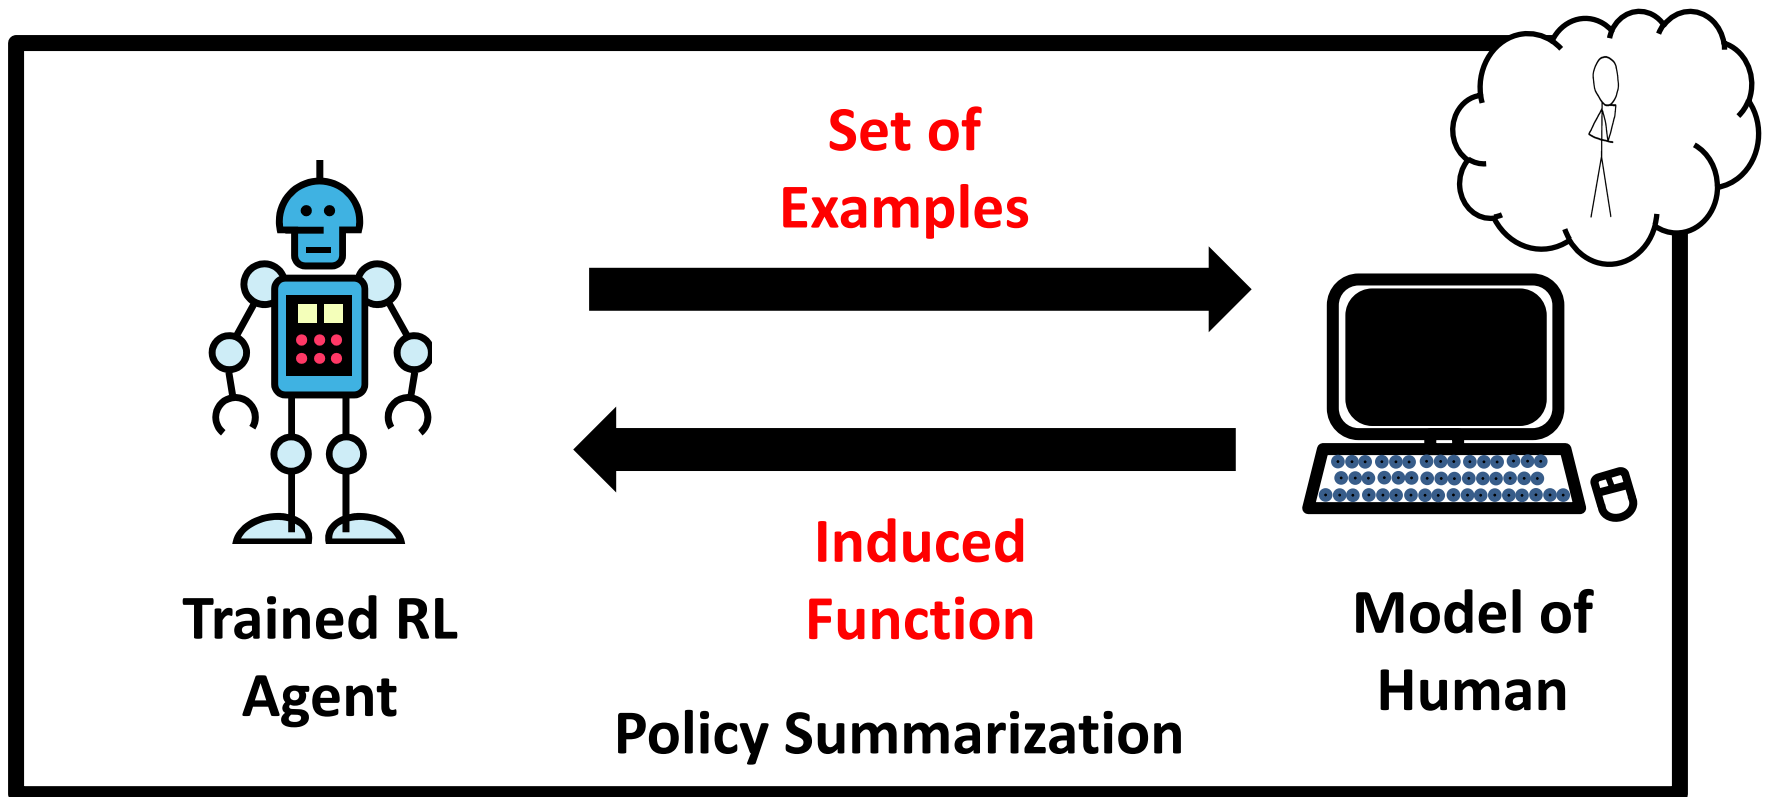 Set of
Examples
Induced
Function
Trained RL
Agent
Model of
Human
Policy Summarization